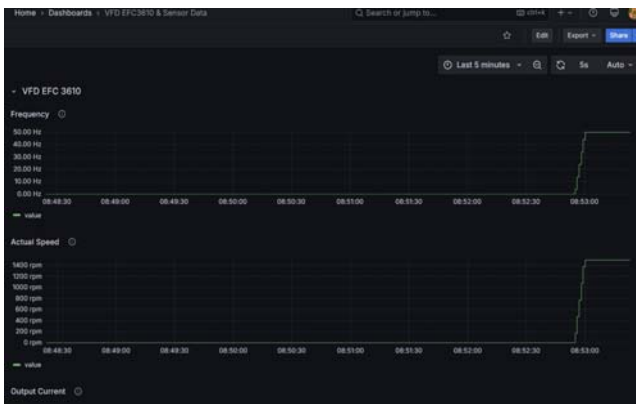 Home › Dashboards › VFD EFC3610 & Sensor Data
Search or jump to...
ctrl+k
Edit
Export
Share
Last 5 minutes
5s
Auto
VFD EFC 3610
Frequency
50.00 Hz
40.00 Hz
30.00 Hz
20.00 Hz
10.00 Hz
0.00 Hz
08:48:30 08:49:00 08:49:30 08:50:00 08:50:30 08:51:00 08:51:30 08:52:00 08:52:30 08:53:00
value
Actual Speed
1400 rpm
1200 rpm
1000 rpm
800 rpm
600 rpm
400 rpm
200 rpm
0 rpm
08:48:30 08:49:00 08:49:30 08:50:00 08:50:30 08:51:00 08:51:30 08:52:00 08:52:30 08:53:00
value
Output Current